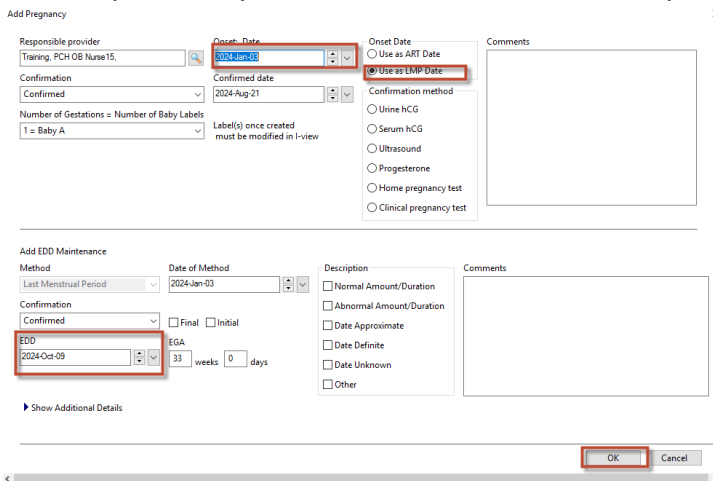 Add Pregnancy
Responsible provider
Training, PCH OB Nurse15,
Onset: Date
2024-Jan-03
Onset Date
Use as ART Date
Use as LMP Date
Comments
Confirmation
Confirmed
Confirmed date
2024-Aug-21
Confirmation method
Urine hCG
Serum hCG
Ultrasound
Progesterone
Home pregnancy test
Clinical pregnancy test
Number of Gestations = Number of Baby Labels
1 = Baby A
Label(s) once created
must be modified in I-view
Add EDD Maintenance
Method
Last Menstrual Period
Date of Method
2024-Jan-03
Description
Normal Amount/Duration
Abnormal Amount/Duration
Date Approximate
Date Definite
Date Unknown
Other
Comments
Confirmation
Confirmed
Final Initial
EDD
2024-Oct-09
EGA
33 weeks 0 days
Show Additional Details
OK Cancel